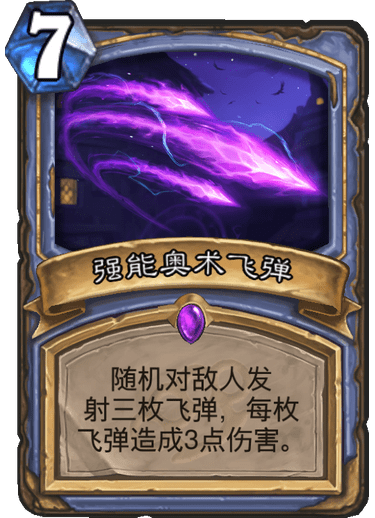 7
强能奥术飞弹
随机对敌人发
射三枚飞弹，每枚
飞弹造成3点伤害。